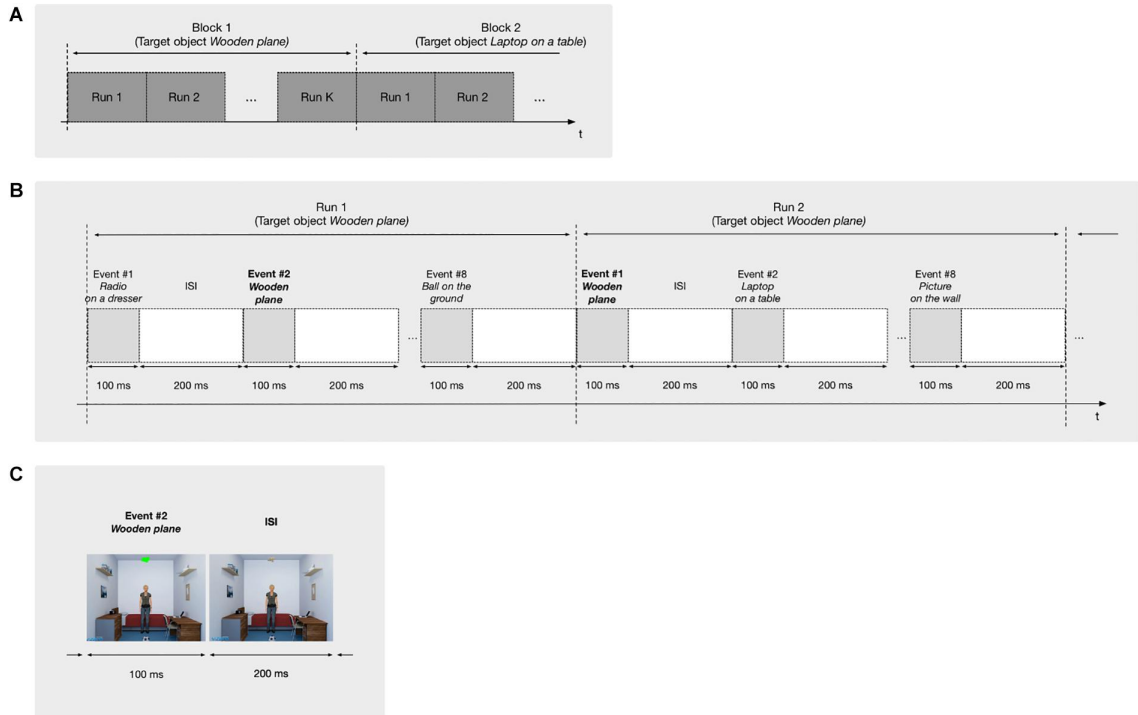 A
Block 1
(Target object Wooden plane)
Block 2
(Target object Laptop on a table)
Run 1
Run 2
...
Run K
Run 1
Run 2
...
t
B
Run 1
(Target object Wooden plane)
Run 2
(Target object Wooden plane)
Event #1
Radio
on a dresser
ISI
Event #2
Wooden
plane
Event #8
Ball on the
ground
Event #1
Wooden
plane
ISI
Event #2
Laptop
on a table
Event #8
Picture
on the wall
...
...
...
100 ms
200 ms
100 ms
200 ms
100 ms
200 ms
100 ms
200 ms
100 ms
200 ms
100 ms
200 ms
t
C
Event #2
Wooden plane
ISI
100 ms
200 ms